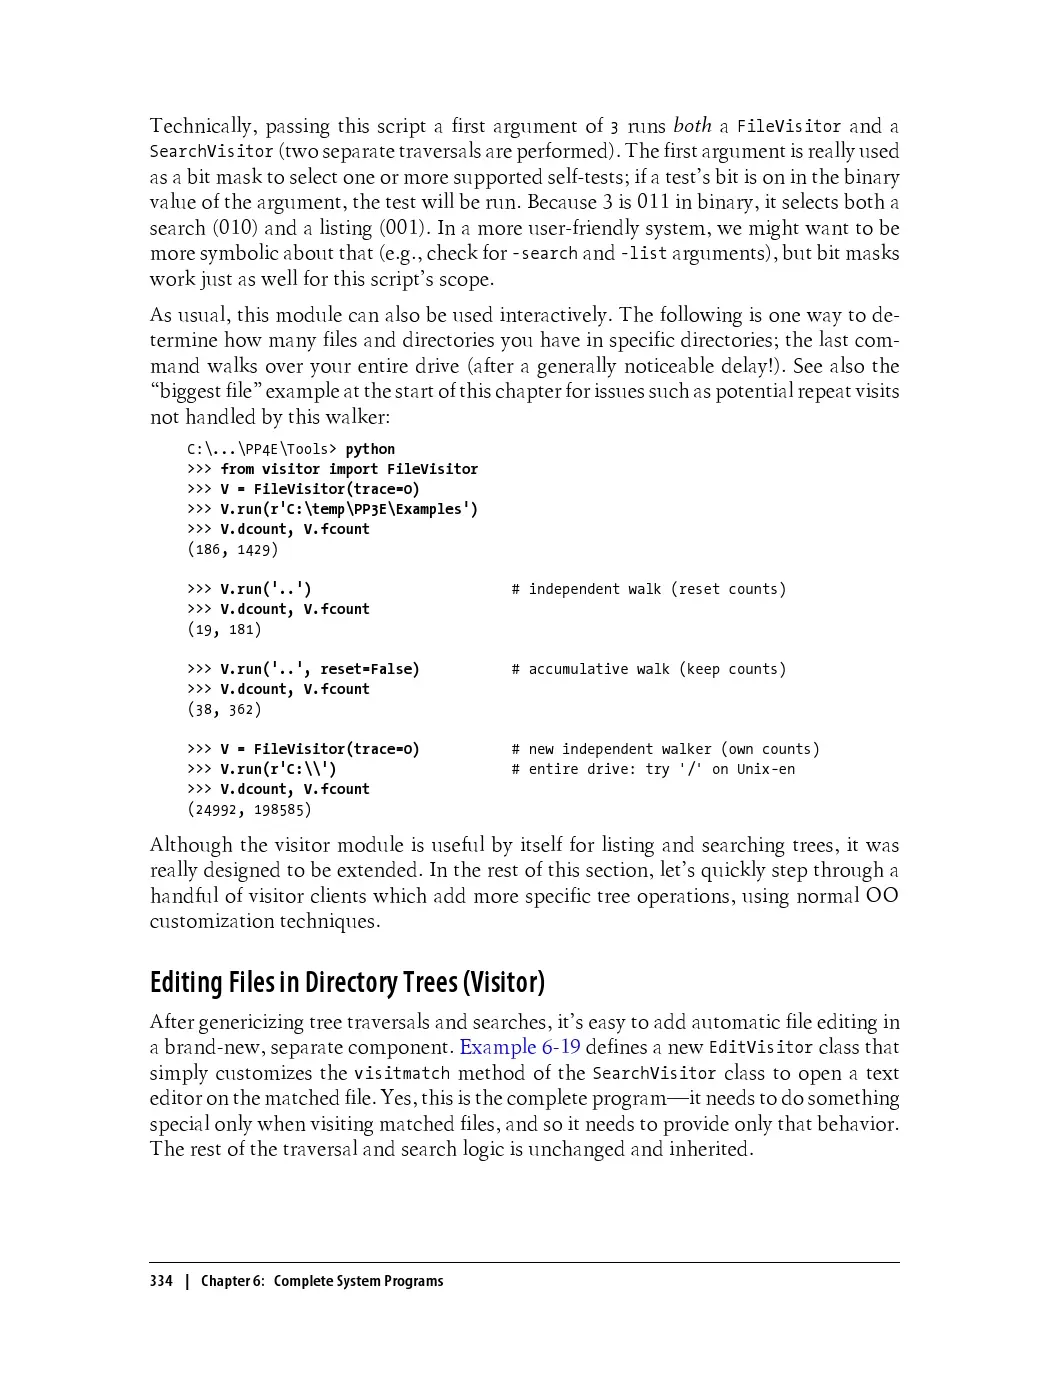 Technically, passing this script a first argument of 3 runs both a FileVisitor and a
SearchVisitor (two separate traversals are performed). The first argument is really used
as a bit mask to select one or more supported self-tests; if a test’s bit is on in the binary
value of the argument, the test will be run. Because 3 is 011 in binary, it selects both a
search (010) and a listing (001). In a more user-friendly system, we might want to be
more symbolic about that (e.g., check for -search and -list arguments), but bit masks
work just as well for this script’s scope.
As usual, this module can also be used interactively. The following is one way to de-
termine how many files and directories you have in specific directories; the last com-
mand walks over your entire drive (after a generally noticeable delay!). See also the
“biggest file” example at the start of this chapter for issues such as potential repeat visits
not handled by this walker:
C:\...\PP4E\Tools> python
>>> from visitor import FileVisitor
>>> V = FileVisitor(trace=0)
>>> V.run(r'C:\temp\PP3E\Examples')
>>> V.dcount, V.fcount
(186, 1429)
>>> V.run('..') # independent walk (reset counts)
>>> V.dcount, V.fcount
(19, 181)
>>> V.run('..', reset=False) # accumulative walk (keep counts)
>>> V.dcount, V.fcount
(38, 362)
>>> V = FileVisitor(trace=0) # new independent walker (own counts)
>>> V.run(r'C:\\') # entire drive: try '/' on Unix-en
>>> V.dcount, V.fcount
(24992, 198585)
Although the visitor module is useful by itself for listing and searching trees, it was
really designed to be extended. In the rest of this section, let’s quickly step through a
handful of visitor clients which add more specific tree operations, using normal OO
customization techniques.
Editing Files in Directory Trees (Visitor)
After genericizing tree traversals and searches, it’s easy to add automatic file editing in
a brand-new, separate component. Example 6-19 defines a new EditVisitor class that
simply customizes the visitmatch method of the SearchVisitor class to open a text
editor on the matched file. Yes, this is the complete program—it needs to do something
special only when visiting matched files, and so it needs to provide only that behavior.
The rest of the traversal and search logic is unchanged and inherited.
334 | Chapter 6: Complete System Programs